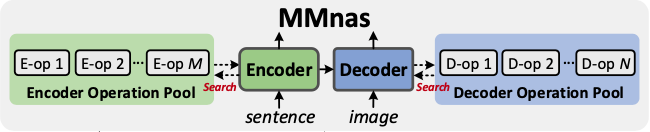 MMnas
E-op 1 E-op 2 ... E-op M
Encoder Operation Pool
Search
Encoder
Decoder
sentence
image
Search
D-op 1 D-op 2 ... D-op N
Decoder Operation Pool